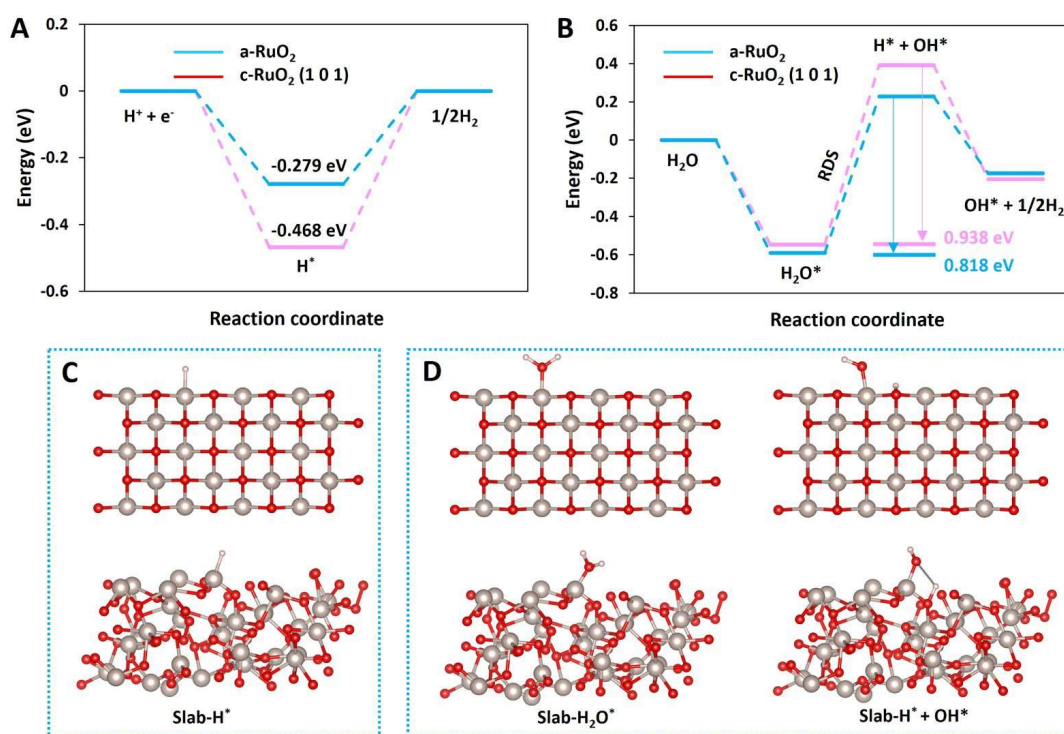 A
0.2
0
-0.2
-0.4
-0.6
Energy (eV)
a-RuO₂
c-RuO₂ (1 0 1)
H⁺ + e⁻
1/2H₂
-0.279 eV
-0.468 eV
H*
Reaction coordinate
B
0.6
0.4
0.2
0
-0.2
-0.4
-0.6
-0.8
Energy (eV)
a-RuO₂
c-RuO₂ (1 0 1)
H* + OH*
H₂O
RDS
H₂O*
OH* + 1/2H₂
0.938 eV
0.818 eV
Reaction coordinate
C
Slab-H*
D
Slab-H₂O*
Slab-H* + OH*